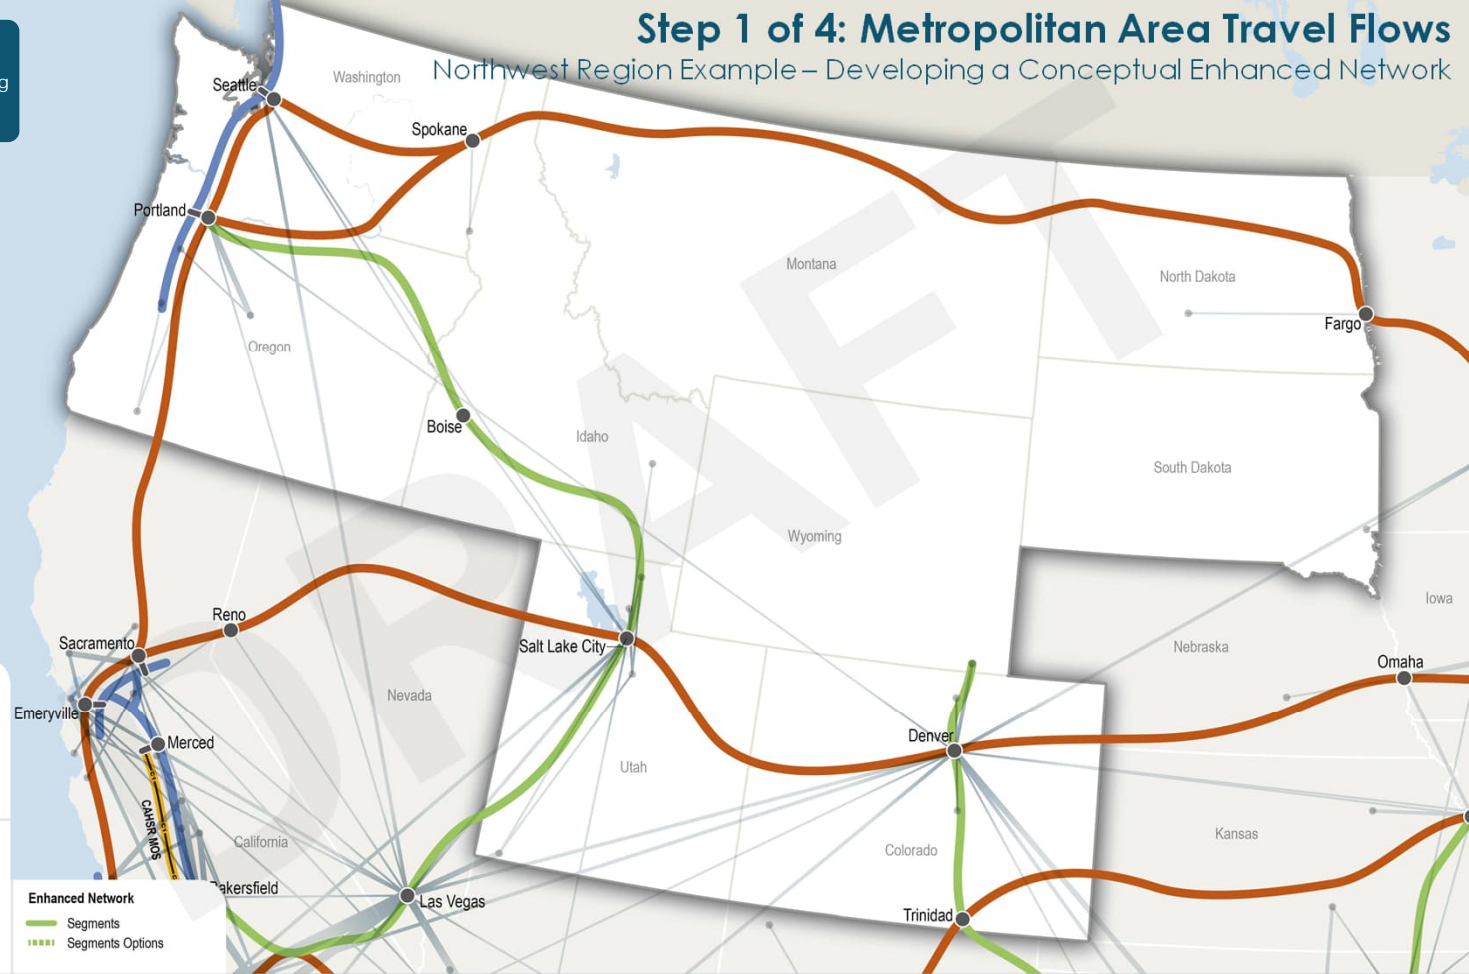 Step 1 of 4: Metropolitan Area Travel Flows
Northwest Region Example – Developing a Conceptual Enhanced Network
g
Washington
Seattle
Spokane
Portland
Montana
North Dakota
Fargo
Oregon
Boise
Idaho
South Dakota
Wyoming
DRAFT
Iowa
Reno
Sacramento
Salt Lake City
Nebraska
Omaha
Nevada
Emeryville
Merced
Denver
Utah
CAHSR MOS
California
Colorado
Kansas
Bakersfield
Las Vegas
Trinidad
Enhanced Network
Segments
Segments Options